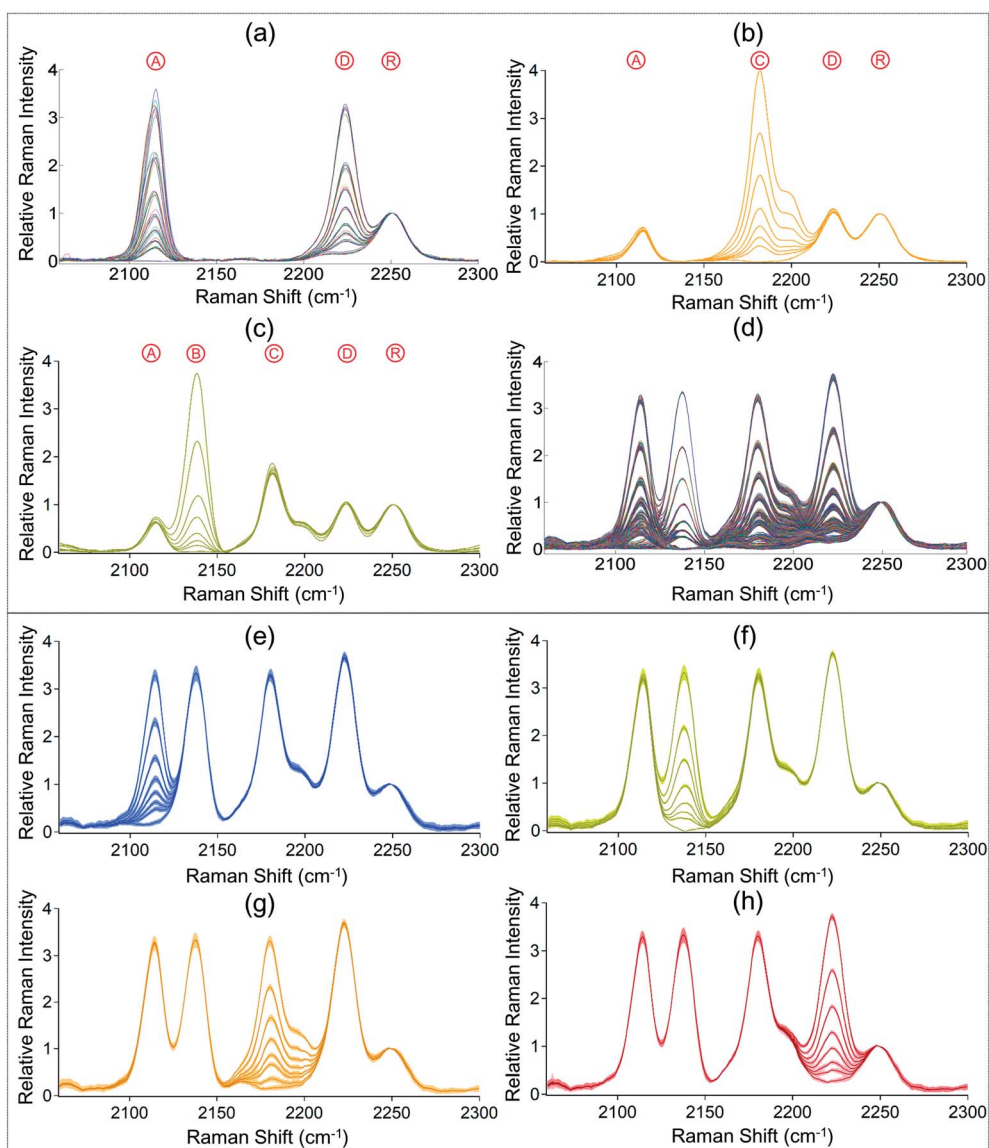 (a)
(b)
A D R
A C D R
Relative Raman Intensity
4
3
2
1
0
2100 2150 2200 2250 2300
Raman Shift (cm-1)
Relative Raman Intensity
4
3
2
1
0
2100 2150 2200 2250 2300
Raman Shift (cm-1)
(c)
(d)
A B C D R
Relative Raman Intensity
4
3
2
1
0
2100 2150 2200 2250 2300
Raman Shift (cm-1)
Relative Raman Intensity
4
3
2
1
0
2100 2150 2200 2250 2300
Raman Shift (cm-1)
(e)
(f)
Relative Raman Intensity
4
3
2
1
0
2100 2150 2200 2250 2300
Raman Shift (cm-1)
Relative Raman Intensity
4
3
2
1
0
2100 2150 2200 2250 2300
Raman Shift (cm-1)
(g)
(h)
Relative Raman Intensity
4
3
2
1
0
2100 2150 2200 2250 2300
Raman Shift (cm-1)
Relative Raman Intensity
4
3
2
1
0
2100 2150 2200 2250 2300
Raman Shift (cm-1)